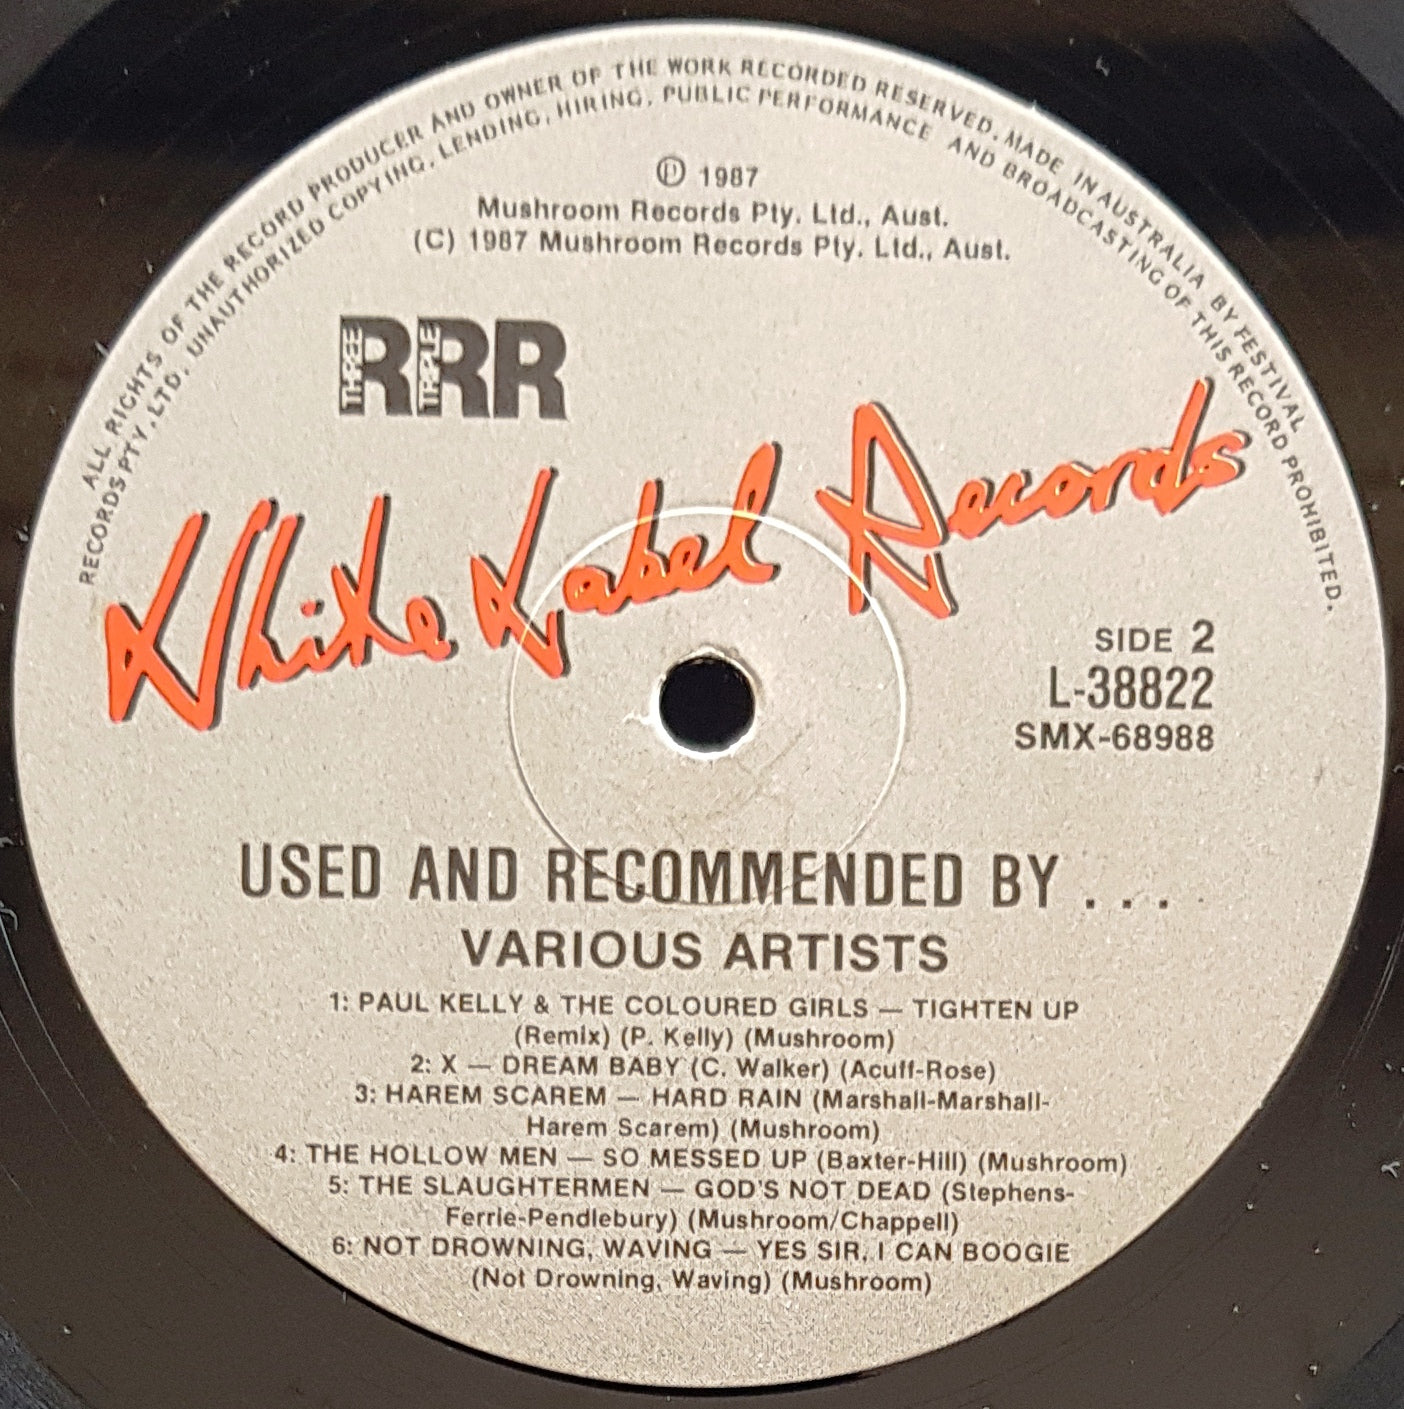 ALL RIGHTS OF THE RECORD PRODUCER AND OWNER OF THE WORK RECORDED RESERVED. MADE IN AUSTRALIA BY FESTIVAL
RECORDS PTY. LTD. UNAUTHORIZED COPYING, LENDING, HIRING, PUBLIC PERFORMANCE AND BROADCASTING OF THIS RECORD PROHIBITED.
Ⓟ 1987
Mushroom Records Pty. Ltd., Aust.
(C) 1987 Mushroom Records Pty. Ltd., Aust.
THREE TRIPLE
RRR
White Label Records
SIDE 2
L-38822
SMX-68988
USED AND RECOMMENDED BY . . .
VARIOUS ARTISTS
1: PAUL KELLY & THE COLOURED GIRLS — TIGHTEN UP
(Remix) (P. Kelly) (Mushroom)
2: X — DREAM BABY (C. Walker) (Acuff-Rose)
3: HAREM SCAREM — HARD RAIN (Marshall-Marshall-
Harem Scarem) (Mushroom)
4: THE HOLLOW MEN — SO MESSED UP (Baxter-Hill) (Mushroom)
5: THE SLAUGHTERMEN — GOD'S NOT DEAD (Stephens-
Ferrie-Pendlebury) (Mushroom/Chappell)
6: NOT DROWNING, WAVING — YES SIR, I CAN BOOGIE
(Not Drowning, Waving) (Mushroom)